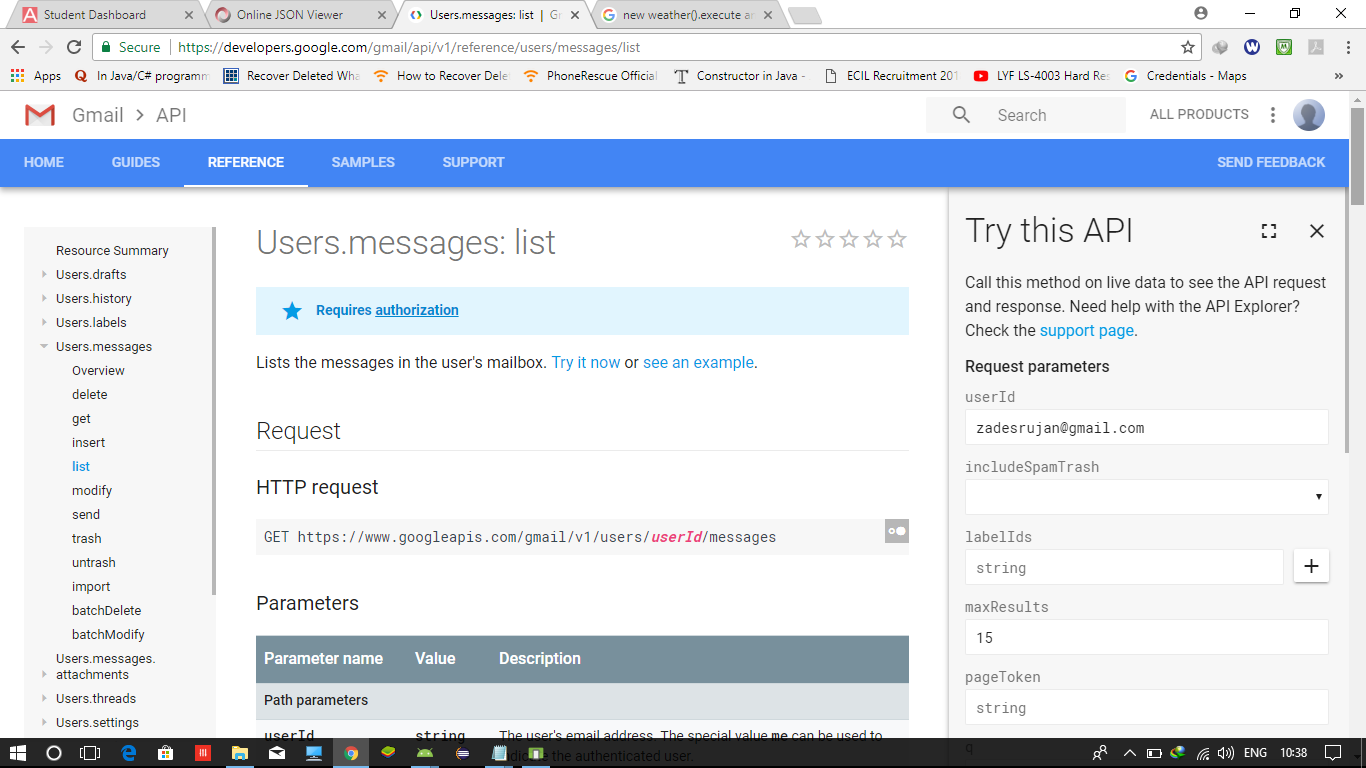 Student Dashboard
Online JSON Viewer
Users.messages: list | Gr
new weather().execute an
Secure
https://developers.google.com/gmail/api/v1/reference/users/messages/list
Apps
In Java/C# programm
Recover Deleted Wha
How to Recover Dele
PhoneRescue Official
Constructor in Java -
ECIL Recruitment 201
LYF LS-4003 Hard Res
Credentials - Maps
»
Gmail > API
Search
ALL PRODUCTS
HOME
GUIDES
REFERENCE
SAMPLES
SUPPORT
SEND FEEDBACK
Resource Summary
Users.drafts
Users.history
Users.labels
Users.messages
Overview
delete
get
insert
list
modify
send
trash
untrash
import
batchDelete
batchModify
Users.messages.
attachments
Users.threads
Users.settings
Users.messages: list
Requires authorization
Lists the messages in the user's mailbox. Try it now or see an example.
Request
HTTP request
GET https://www.googleapis.com/gmail/v1/users/userId/messages
Parameters
Parameter name Value Description
Path parameters
userId string The user's email address. The special value me can be used to
indicate the authenticated user.
Try this API
Call this method on live data to see the API request
and response. Need help with the API Explorer?
Check the support page.
Request parameters
userId
zadesrujan@gmail.com
includeSpamTrash
labelIds
string
+
maxResults
15
pageToken
string
q
ENG
10:38